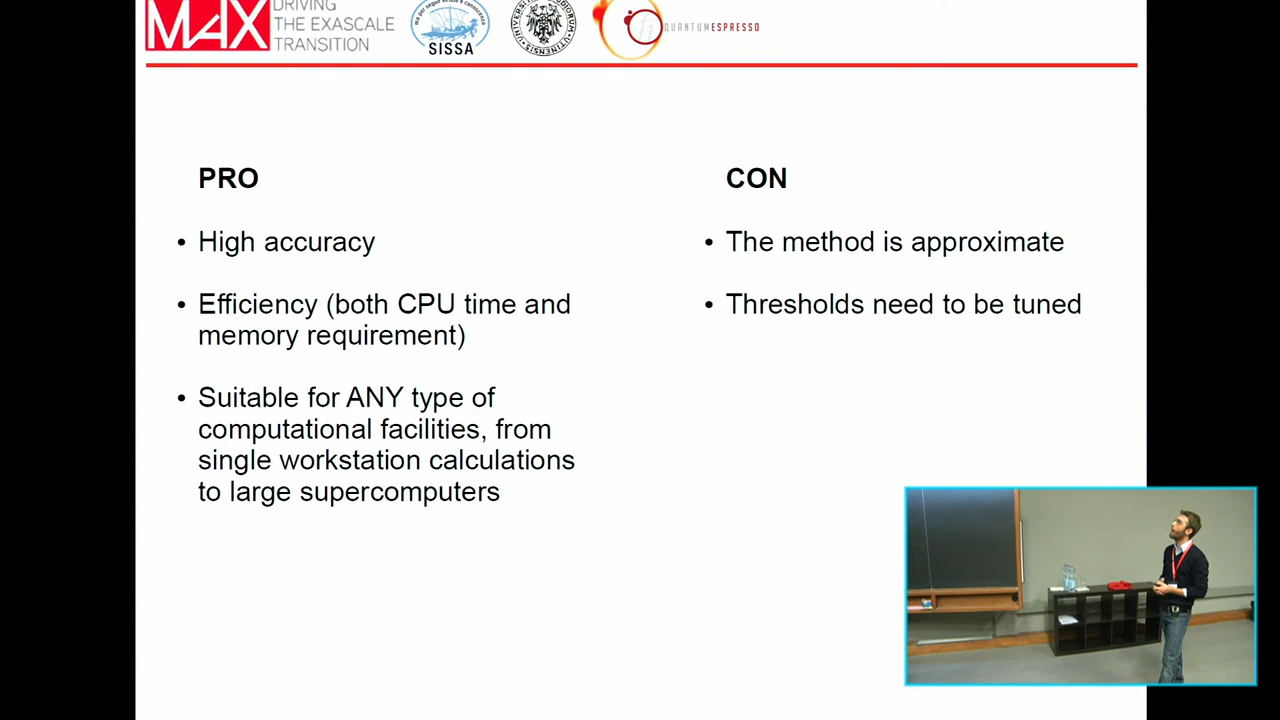 MAX
DRIVING
THE EXASCALE
TRANSITION
SISSA
QUANTUMESPRESSO
PRO
• High accuracy
• Efficiency (both CPU time and
memory requirement)
• Suitable for ANY type of
computational facilities, from
single workstation calculations
to large supercomputers
CON
• The method is approximate
• Thresholds need to be tuned